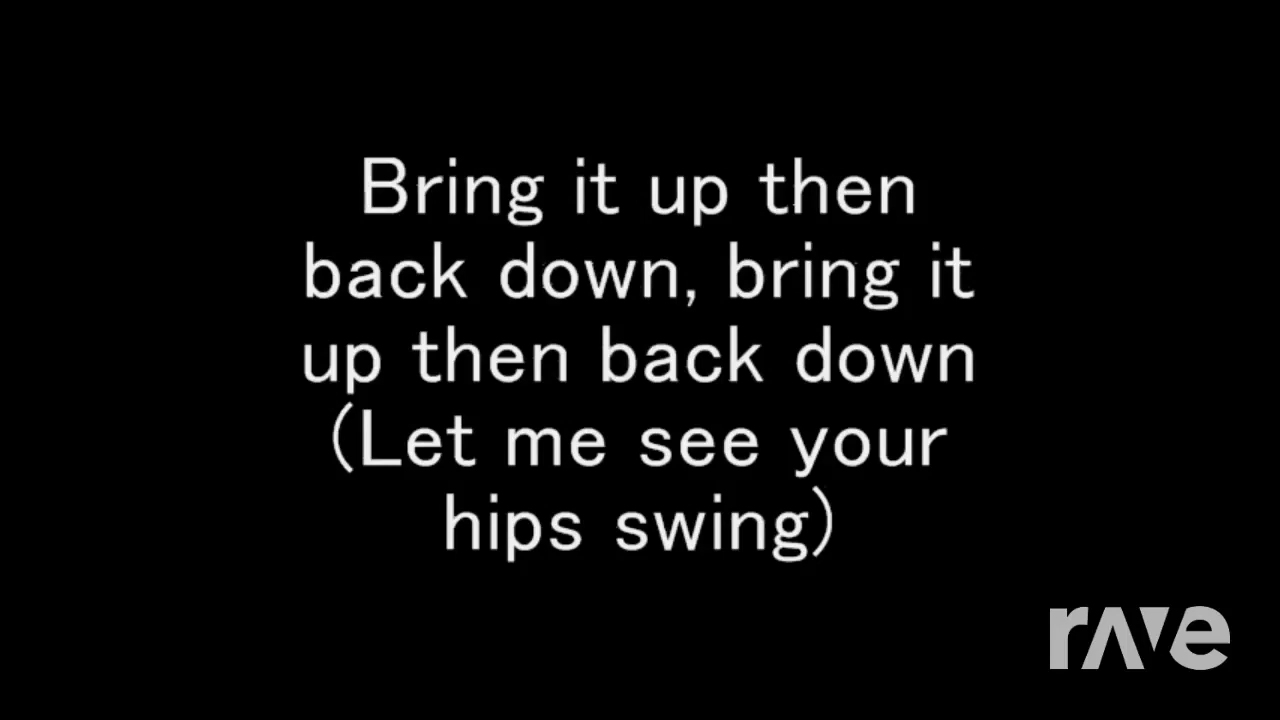 Bring it up then
back down, bring it
up then back down
(Let me see your
hips swing)
rave